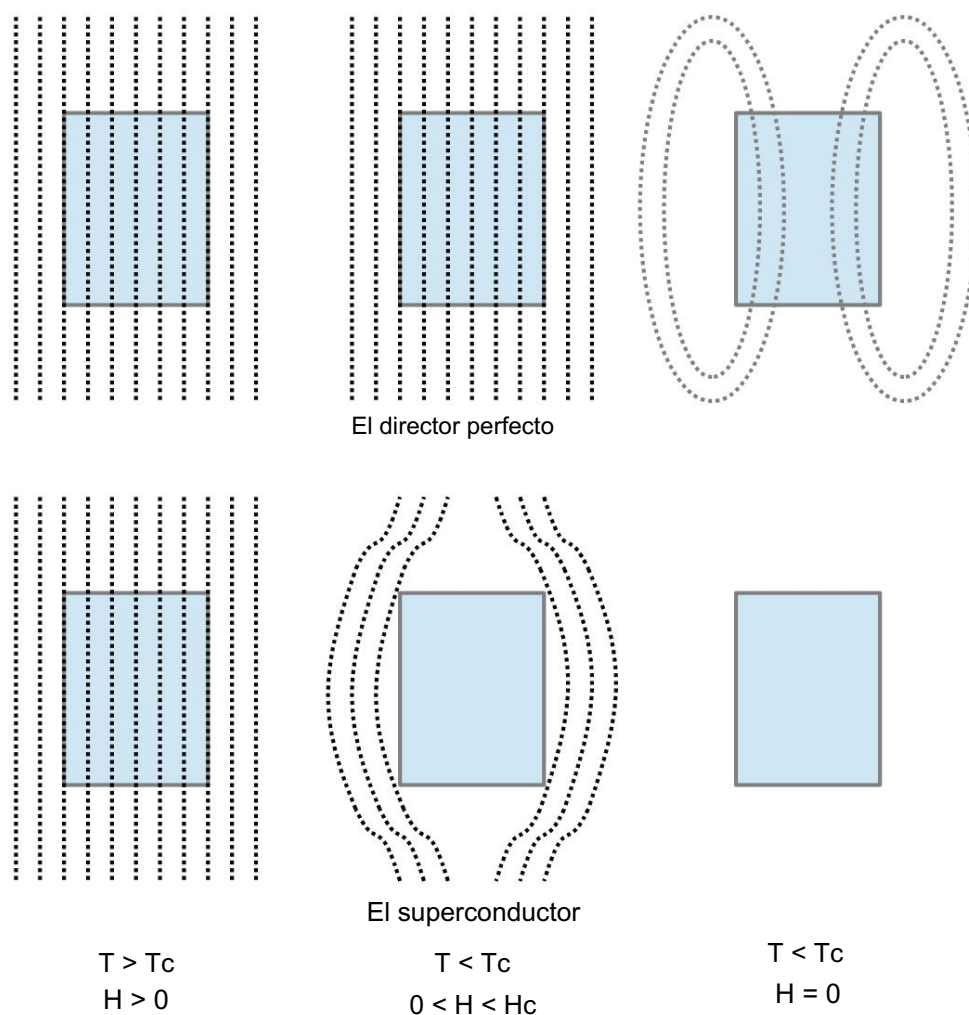 El director perfecto
El superconductor
T > Tc
H > 0
T < Tc
0 < H < Hc
T < Tc
H = 0